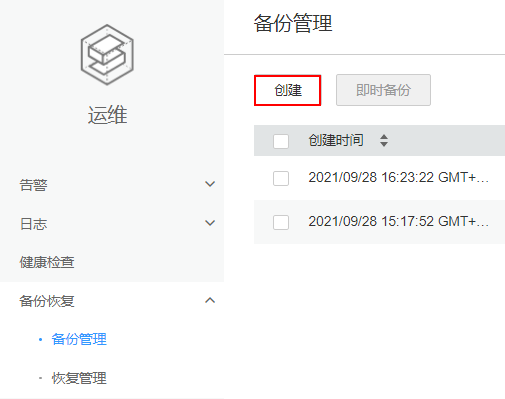 运维
告警
日志
健康检查
备份恢复
备份管理
恢复管理
备份管理
创建
即时备份
创建时间
2021/09/28 16:23:22 GMT+...
2021/09/28 15:17:52 GMT+...